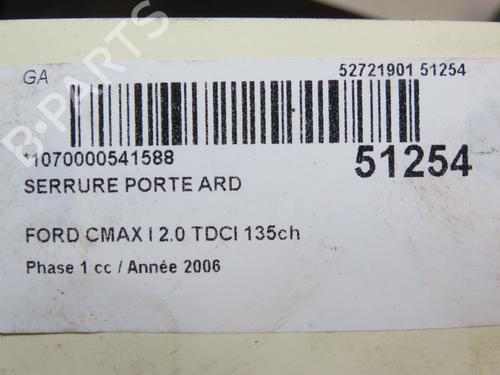 GA
52721901 51254
*1070000541588
51254
SERRURE PORTE ARD
FORD CMAX I 2.0 TDCI 135ch
Phase 1 cc / Année 2006
B-PARTS